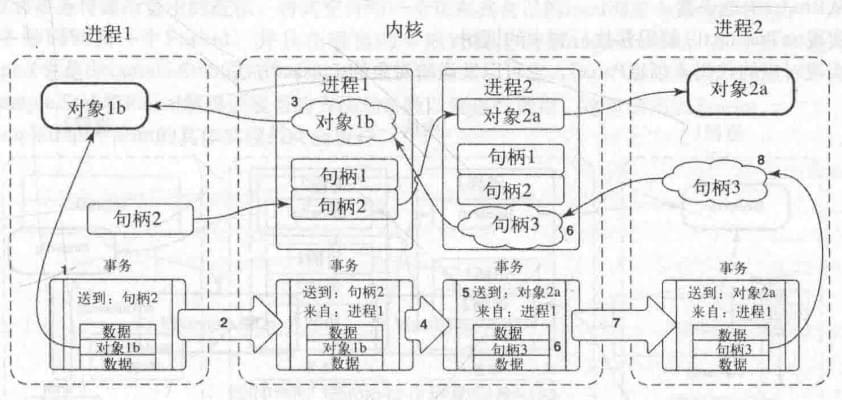 进程1
内核
进程2
对象1b
句柄2
进程1
3
对象1b
句柄1
句柄2
进程2
对象2a
句柄1
句柄2
句柄3
6
对象2a
8
句柄3
1
事务
送到：句柄2
数据
对象1b
数据
2
事务
送到：句柄2
来自：进程1
数据
对象1b
数据
4
事务
5 送到：对象2a
来自：进程1
数据
句柄3
6
数据
7
事务
送到：对象2a
来自：进程1
数据
句柄3
数据